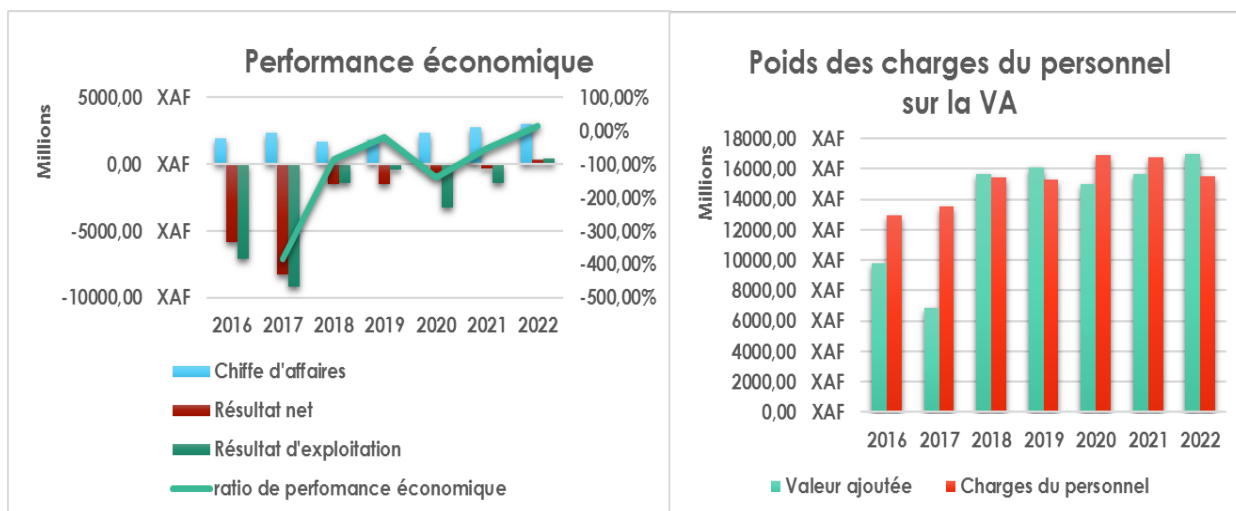 Performance économique
Millions
5000,00 XAF
0,00 XAF
-5000,00 XAF
-10000,00 XAF
100,00%
0,00%
-100,00%
-200,00%
-300,00%
-400,00%
-500,00%
2016 2017 2018 2019 2020 2021 2022
Chiffe d'affaires
Résultat net
Résultat d'exploitation
ratio de perfomance économique
Poids des charges du personnel
sur la VA
Millions
18000,00 XAF
16000,00 XAF
14000,00 XAF
12000,00 XAF
10000,00 XAF
8000,00 XAF
6000,00 XAF
4000,00 XAF
2000,00 XAF
0,00 XAF
2016 2017 2018 2019 2020 2021 2022
Valeur ajoutée Charges du personnel